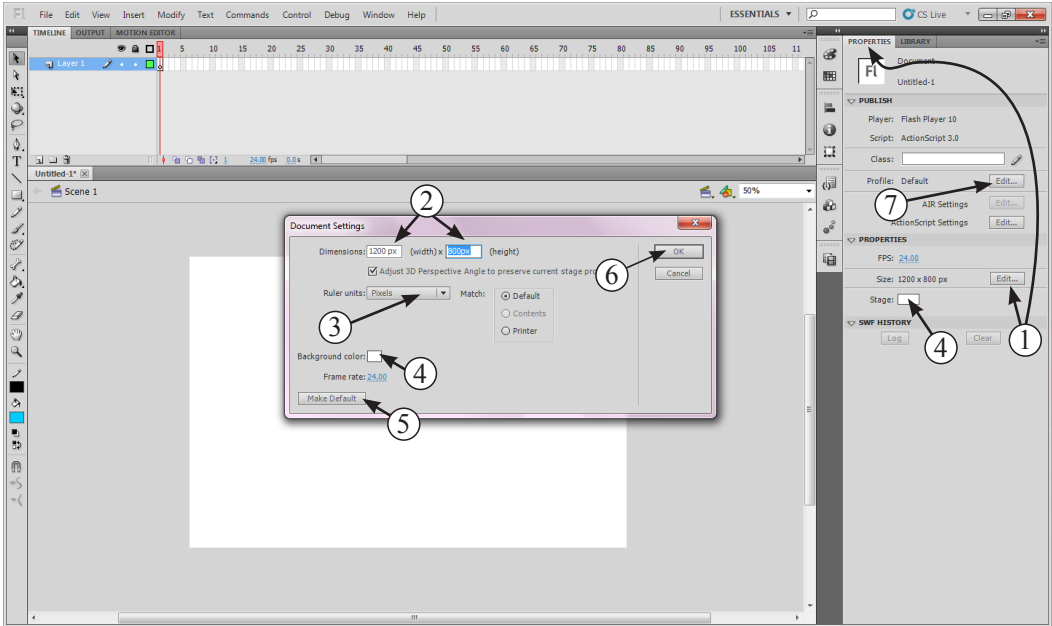 Fl File Edit View Insert Modify Text Commands Control Debug Window Help ESSENTIALS CS Live
TIMELINE OUTPUT MOTION EDITOR
1 5 10 15 20 25 30 35 40 45 50 55 60 65 70 75 80 85 90 95 100 105 11
Layer 1
1 24.00 fps 0.0s
Untitled-1*
Scene 1 50%
Document Settings
Dimensions: 1200 px (width) x 800px (height)
Adjust 3D Perspective Angle to preserve current stage pro
Ruler units: Pixels Match: Default
Contents
Printer
Background color:
Frame rate: 24.00
Make Default
OK
Cancel
2
3
4
5
6
PROPERTIES LIBRARY
Fl Document
Untitled-1
PUBLISH
Player: Flash Player 10
Script: ActionScript 3.0
Class:
Profile: Default Edit...
7 AIR Settings Edit...
ActionScript Settings Edit...
PROPERTIES
FPS: 24.00
Size: 1200 x 800 px Edit...
Stage:
SWF HISTORY
Log Clear
4 1